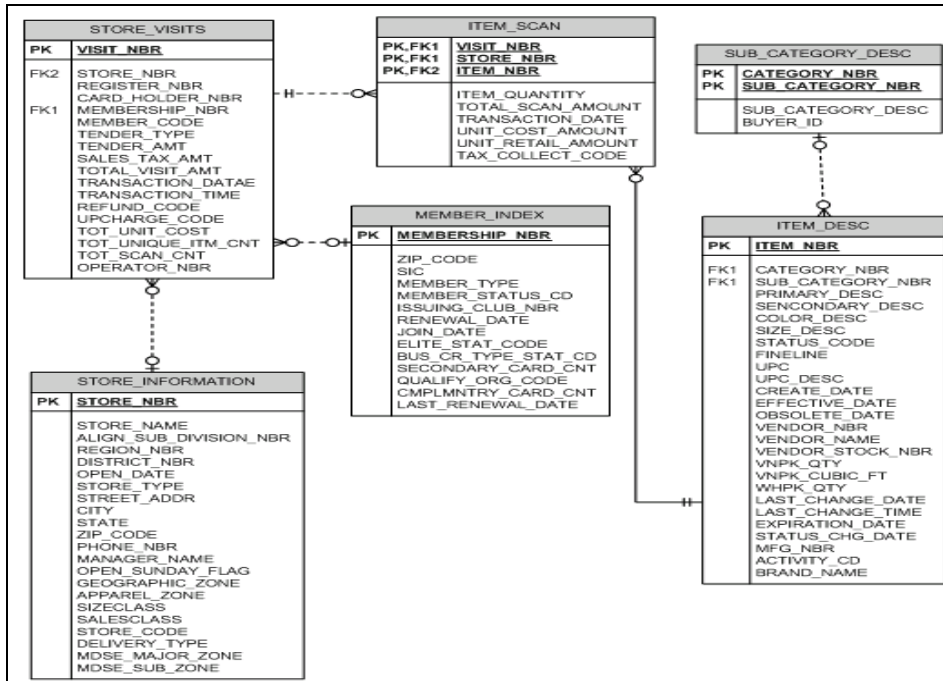 STORE_VISITS
PK VISIT_NBR
FK2 STORE_NBR
REGISTER_NBR
CARD_HOLDER_NBR
FK1 MEMBERSHIP_NBR
MEMBER_CODE
TENDER_TYPE
TENDER_AMT
SALES_TAX_AMT
TOTAL_VISIT_AMT
TRANSACTION_DATAE
TRANSACTION_TIME
REFUND_CODE
UPCHARGE_CODE
TOT_UNIT_COST
TOT_UNIQUE_ITM_CNT
TOT_SCAN_CNT
OPERATOR_NBR
ITEM_SCAN
PK,FK1 VISIT_NBR
PK,FK1 STORE_NBR
PK,FK2 ITEM_NBR
ITEM_QUANTITY
TOTAL_SCAN_AMOUNT
TRANSACTION_DATE
UNIT_COST_AMOUNT
UNIT_RETAIL_AMOUNT
TAX_COLLECT_CODE
SUB_CATEGORY_DESC
PK CATEGORY_NBR
PK SUB_CATEGORY_NBR
SUB_CATEGORY_DESC
BUYER_ID
MEMBER_INDEX
PK MEMBERSHIP_NBR
ZIP_CODE
SIC
MEMBER_TYPE
MEMBER_STATUS_CD
ISSUING_CLUB_NBR
RENEWAL_DATE
JOIN_DATE
ELITE_STAT_CODE
BUS_CR_TYPE_STAT_CD
SECONDARY_CARD_CNT
QUALIFY_ORG_CODE
CMPLMNTRY_CARD_CNT
LAST_RENEWAL_DATE
ITEM_DESC
PK ITEM_NBR
FK1 CATEGORY_NBR
FK1 SUB_CATEGORY_NBR
PRIMARY_DESC
SENCONDARY_DESC
COLOR_DESC
SIZE_DESC
STATUS_CODE
FINELINE
UPC
UPC_DESC
CREATE_DATE
EFFECTIVE_DATE
OBSOLETE_DATE
VENDOR_NBR
VENDOR_NAME
VENDOR_STOCK_NBR
VNPK_QTY
VNPK_CUBIC_FT
WHPK_QTY
LAST_CHANGE_DATE
LAST_CHANGE_TIME
EXPIRATION_DATE
STATUS_CHG_DATE
MFG_NBR
ACTIVITY_CD
BRAND_NAME
STORE_INFORMATION
PK STORE_NBR
STORE_NAME
ALIGN_SUB_DIVISION_NBR
REGION_NBR
DISTRICT_NBR
OPEN_DATE
STORE_TYPE
STREET_ADDR
CITY
STATE
ZIP_CODE
PHONE_NBR
MANAGER_NAME
OPEN_SUNDAY_FLAG
GEOGRAPHIC_ZONE
APPAREL_ZONE
SIZECLASS
SALESCLASS
STORE_CODE
DELIVERY_TYPE
MDSE_MAJOR_ZONE
MDSE_SUB_ZONE